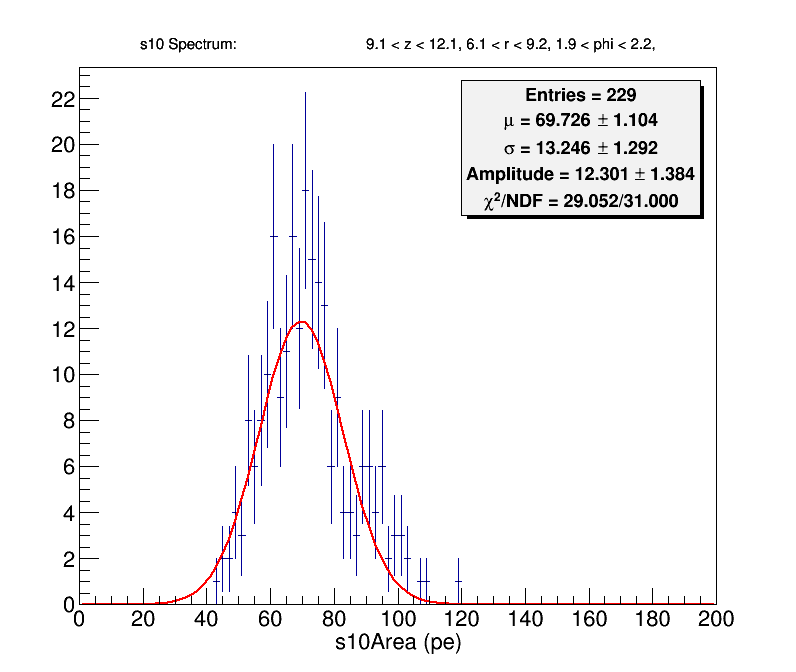 s10 Spectrum: 9.1 < z < 12.1, 6.1 < r < 9.2, 1.9 < phi < 2.2,
Entries = 229
μ = 69.726 ± 1.104
σ = 13.246 ± 1.292
Amplitude = 12.301 ± 1.384
χ²/NDF = 29.052/31.000
22
20
18
16
14
12
10
8
6
4
2
0
0 20 40 60 80 100 120 140 160 180 200
s10Area (pe)